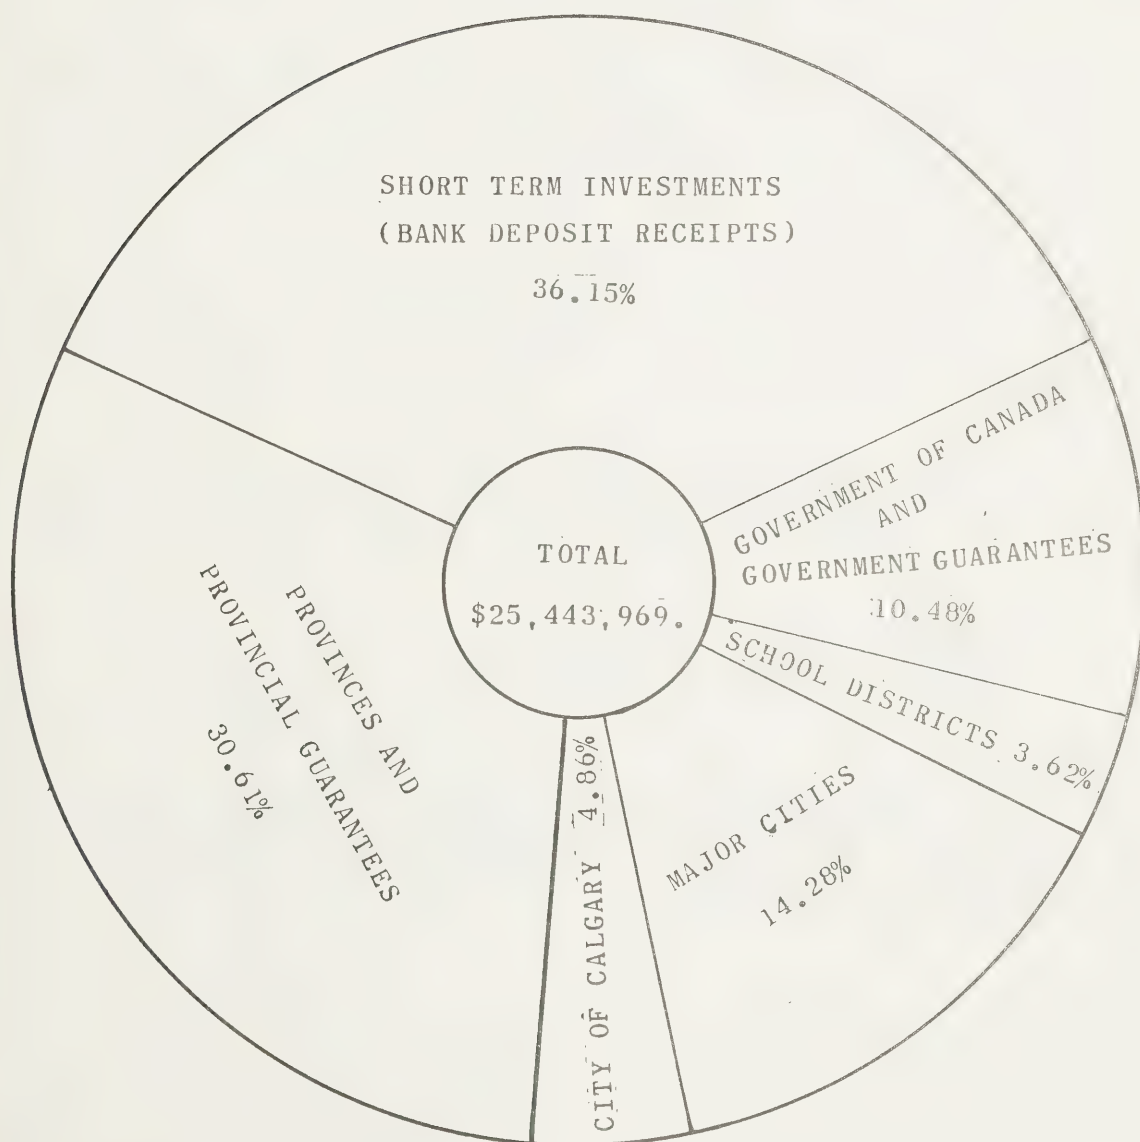 SHORT TERM INVESTMENTS
(BANK DEPOSIT RECEIPTS)
36.15%
GOVERNMENT OF CANADA
AND
GOVERNMENT GUARANTEES
10.48%
SCHOOL DISTRICTS 3.62%
MAJOR CITIES
14.28%
CITY OF CALGARY 4.86%
PROVINCES AND
PROVINCIAL GUARANTEES
30.61%
TOTAL
$25,443,969.